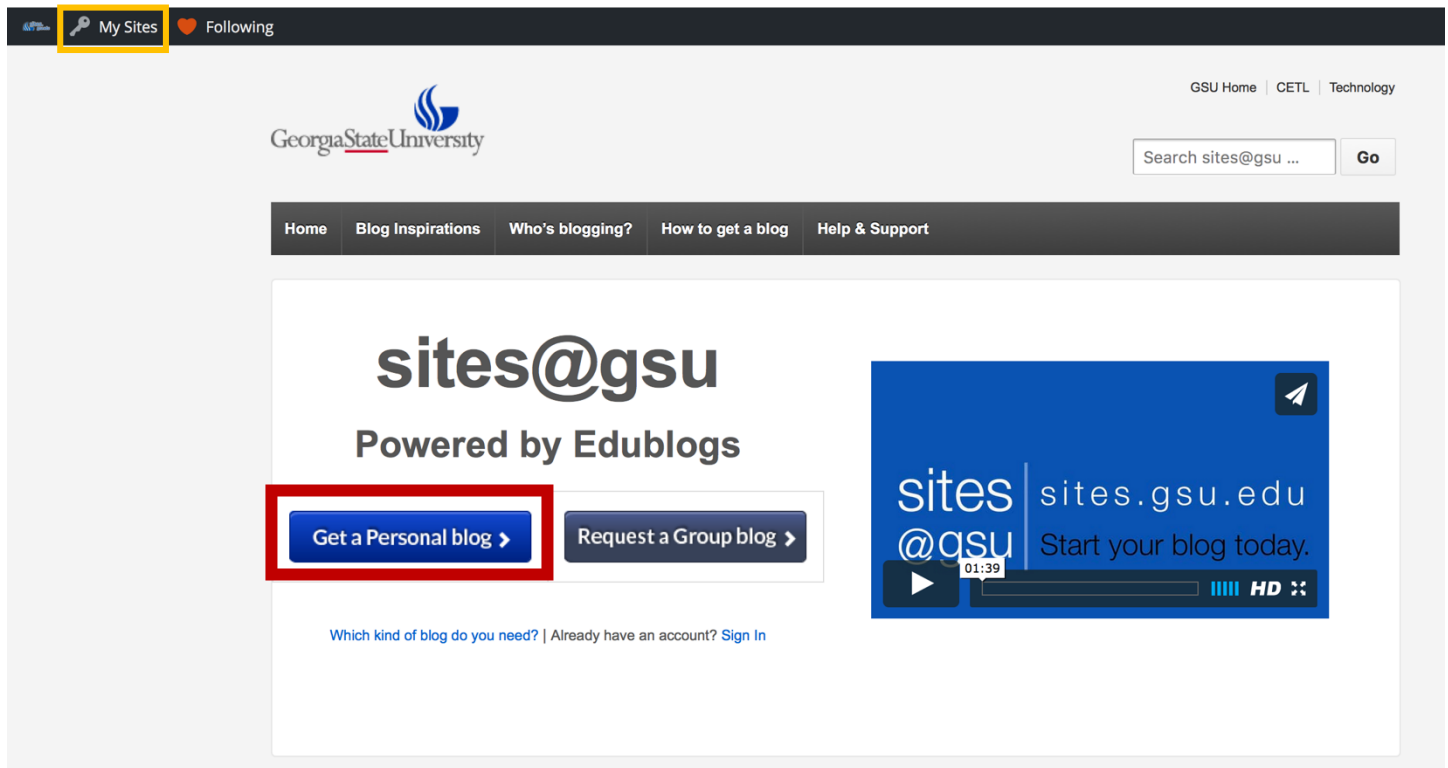 My Sites Following
GSU Home CETL Technology
GeorgiaStateUniversity
Search sites@gsu ... Go
Home Blog Inspirations Who's blogging? How to get a blog Help & Support
sites@gsu
Powered by Edublogs
Get a Personal blog Request a Group blog
Which kind of blog do you need? | Already have an account? Sign In
sites sites.gsu.edu
@gsu Start your blog today.
01:39
HD